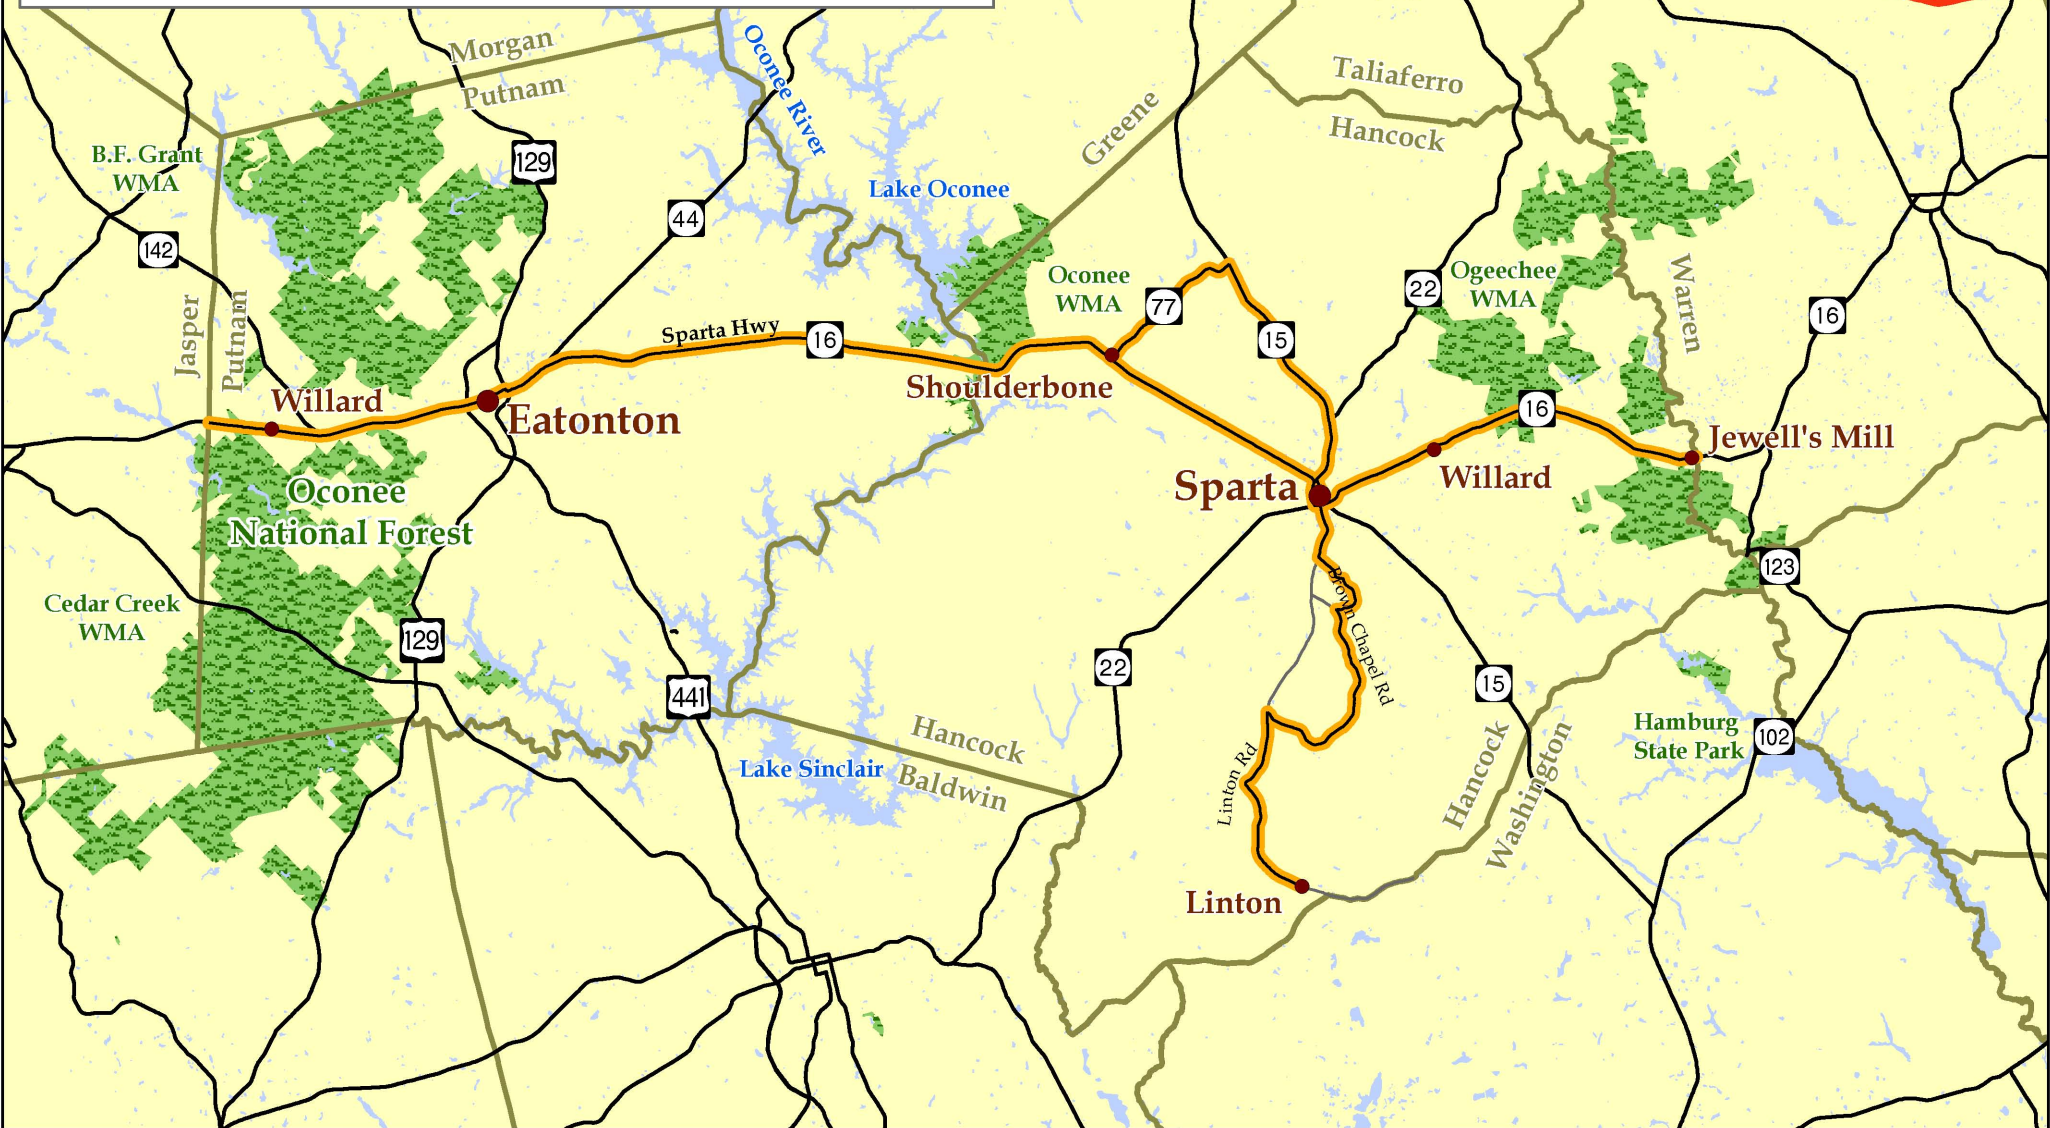 Morgan
Putnam
Oconee River
Taliaferro
Hancock
Greene
B.F. Grant
WMA
129
Lake Oconee
44
142
Oconee
WMA
77
22
Ogeechee
WMA
Warren
16
Jasper
Putnam
Sparta Hwy
16
15
Willard
Eatonton
Shoulderbone
16
Jewell's Mill
Sparta
Willard
Oconee
National Forest
123
Cedar Creek
WMA
129
Brown Chapel Rd
22
15
441
Hamburg
State Park
102
Hancock
Baldwin
Lake Sinclair
Linton Rd
Hancock
Washington
Linton